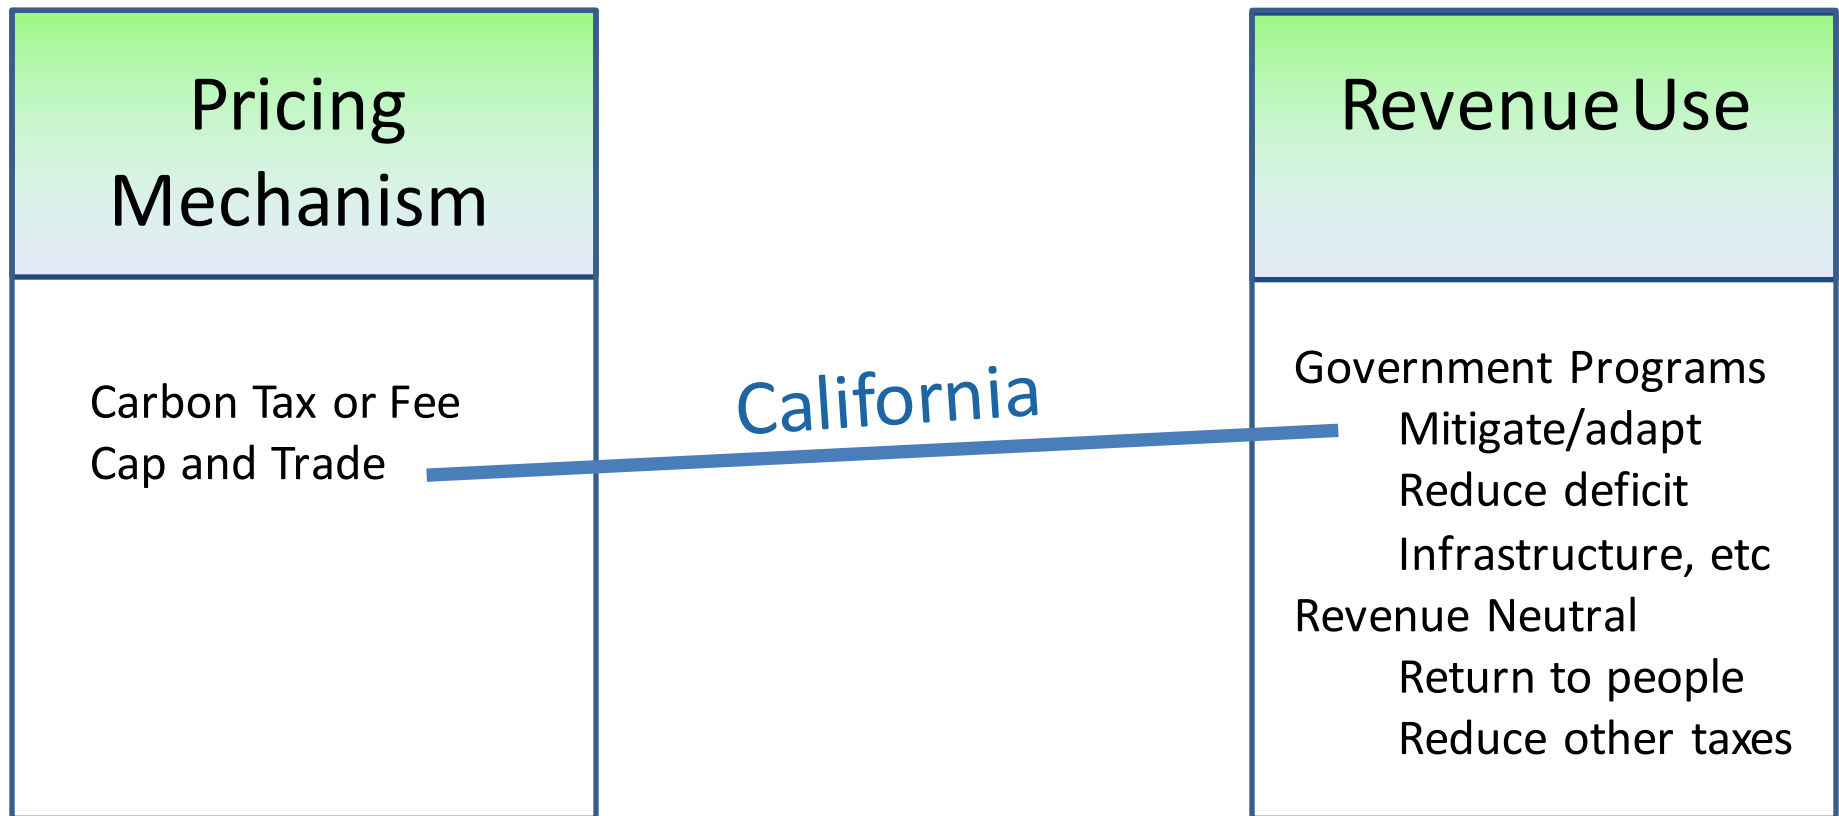 Pricing
Mechanism
Carbon Tax or Fee
Cap and Trade
California
Revenue Use
Government Programs
Mitigate/adapt
Reduce deficit
Infrastructure, etc
Revenue Neutral
Return to people
Reduce other taxes